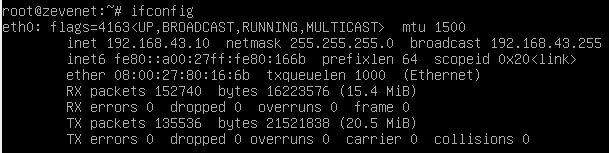 root@zevenet:~# ifconfig
eth0: flags=4163<UP,BROADCAST,RUNNING,MULTICAST>  mtu 1500
        inet 192.168.43.10  netmask 255.255.255.0  broadcast 192.168.43.255
        inet6 fe80::a00:27ff:fe80:166b  prefixlen 64  scopeid 0x20<link>
        ether 08:00:27:80:16:6b  txqueuelen 1000  (Ethernet)
        RX packets 152740  bytes 16223576 (15.4 MiB)
        RX errors 0  dropped 0  overruns 0  frame 0
        TX packets 135536  bytes 21521838 (20.5 MiB)
        TX errors 0  dropped 0 overruns 0  carrier 0  collisions 0